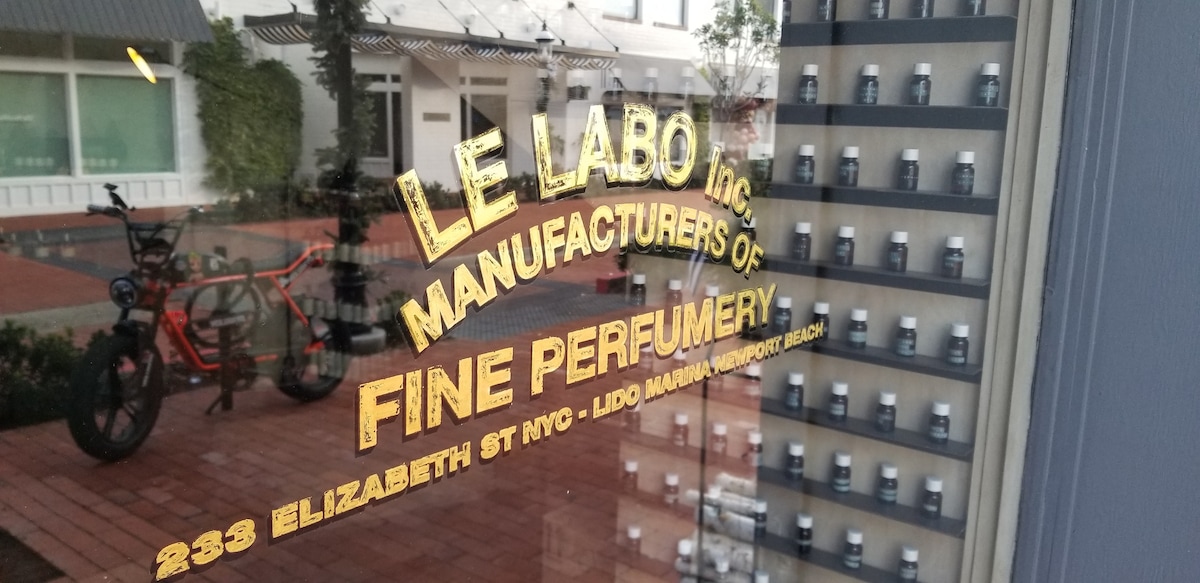 LE LABO Inc.
MANUFACTURERS OF
FINE PERFUMERY
233 ELIZABETH ST NYC - LIDO MARINA NEWPORT BEACH